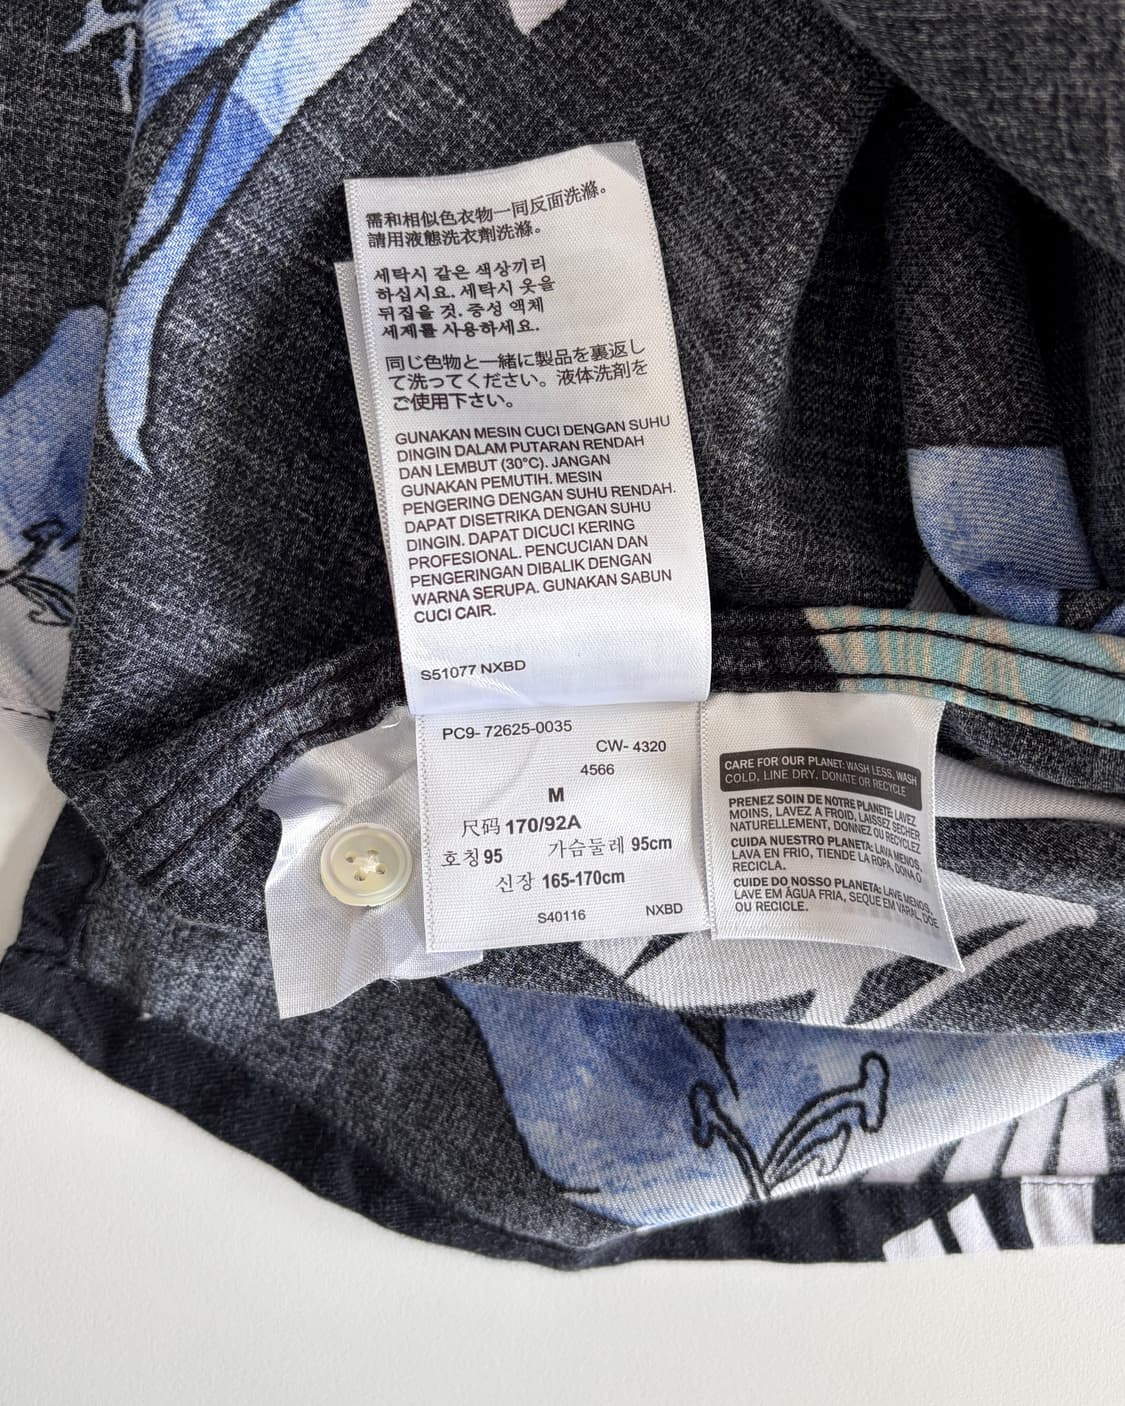 需和相似色衣物一同反面洗滌。
請用液態洗衣劑洗滌。
세탁시 같은 색상끼리
하십시요. 세탁시 옷을
뒤집을 것. 중성 액체
세제를 사용하세요.
同じ色物と一緒に製品を裏返し
て洗ってください。液体洗剤を
ご使用下さい。
GUNAKAN MESIN CUCI DENGAN SUHU
DINGIN DALAM PUTARAN RENDAH
DAN LEMBUT (30°C). JANGAN
GUNAKAN PEMUTIH. MESIN
PENGERING DENGAN SUHU RENDAH.
DAPAT DISETRIKA DENGAN SUHU
DINGIN. DAPAT DICUCI KERING
PROFESIONAL. PENCUCIAN DAN
PENGERINGAN DIBALIK DENGAN
WARNA SERUPA. GUNAKAN SABUN
CUCI CAIR.
S51077 NXBD
PC9- 72625-0035
CW- 4320
4566
M
尺码 170/92A
호칭 95 가슴둘레 95cm
신장 165-170cm
S40116 NXBD
CARE FOR OUR PLANET: WASH LESS, WASH
COLD, LINE DRY. DONATE OR RECYCLE
PRENEZ SOIN DE NOTRE PLANETE: LAVEZ
MOINS, LAVEZ A FROID, LAISSEZ SECHER
NATURELLEMENT, DONNEZ OU RECYCLEZ
CUIDA NUESTRO PLANETA: LAVA MENOS,
LAVA EN FRIO, TIENDE LA ROPA, DONA O
RECICLA.
CUIDE DO NOSSO PLANETA: LAVE MENOS,
LAVE EM ÁGUA FRIA, SEQUE EM VARAL, DOE
OU RECICLE.